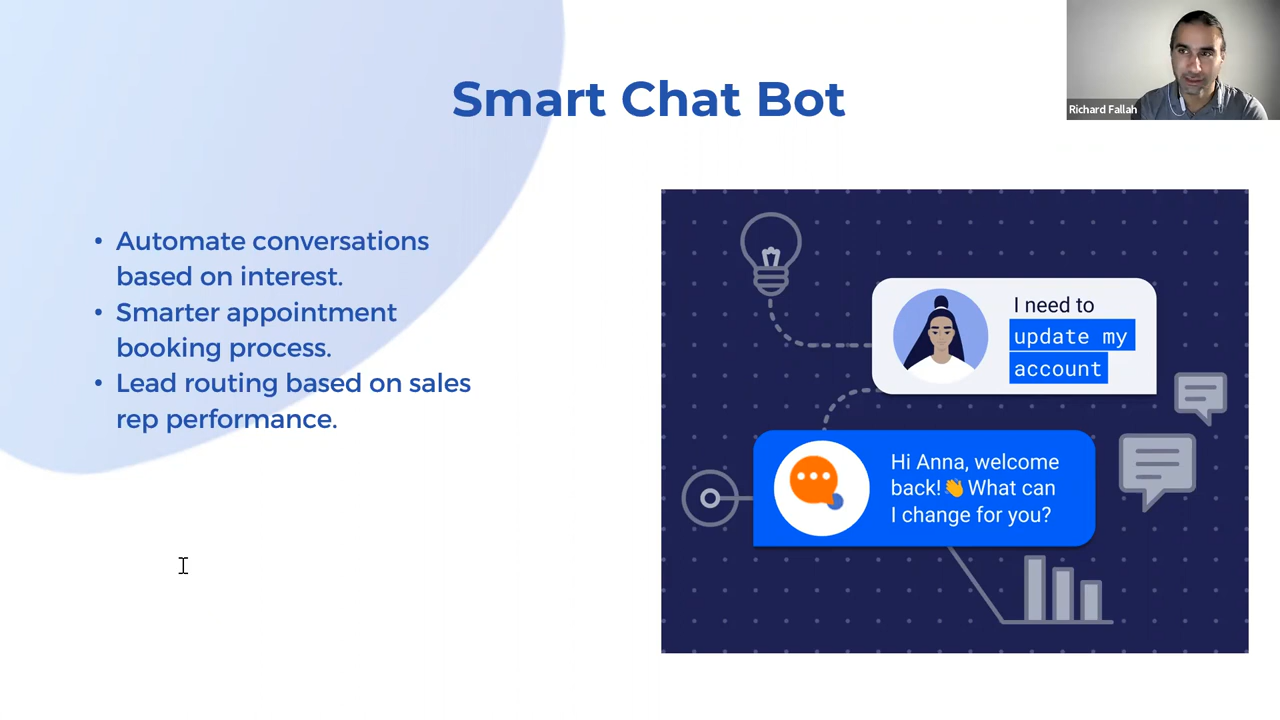 Smart Chat Bot
Richard Fallah
• Automate conversations
based on interest.
• Smarter appointment
booking process.
• Lead routing based on sales
rep performance.
I need to
update my
account
Hi Anna, welcome
back!👋 What can
I change for you?